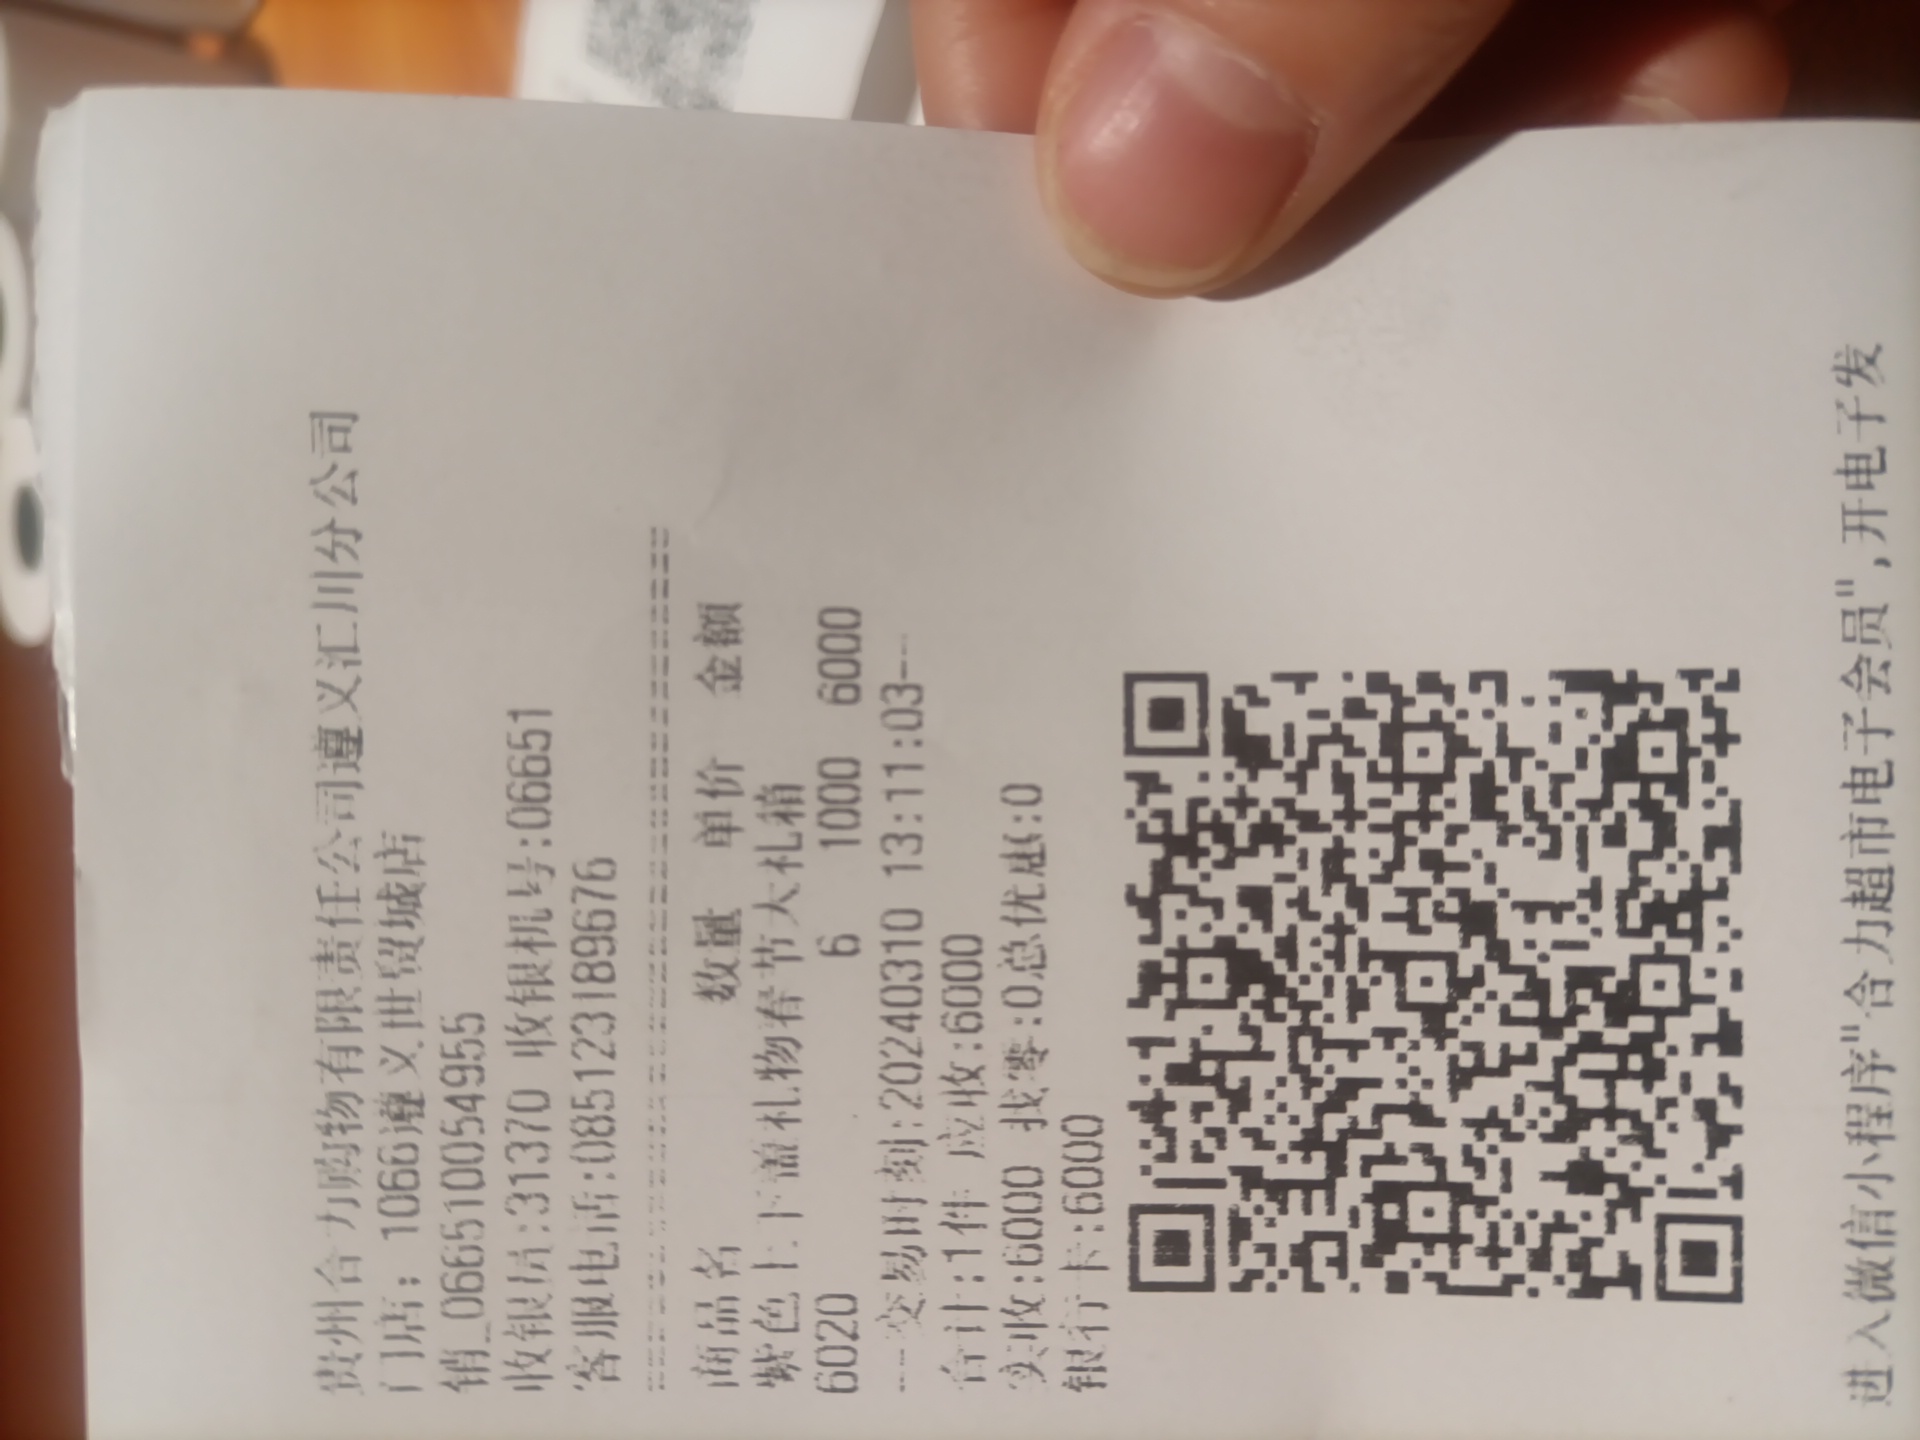 贵州合力购物有限责任公司遵义汇川分公司
门店: 1066遵义世贸城店
销_066510054955
收银员:31370 收银机号:06651
客服电话:085123189676
商品名 数量 单价 金额
紫色上下盖礼物春节大礼箱
6020 6 1000 6000
---交易时刻:20240310 13:11:03---
合计:1件 应收:6000
实收:6000 找零:0总优惠:0
银行卡:6000
进入微信小程序"合力超市电子会员",开电子发